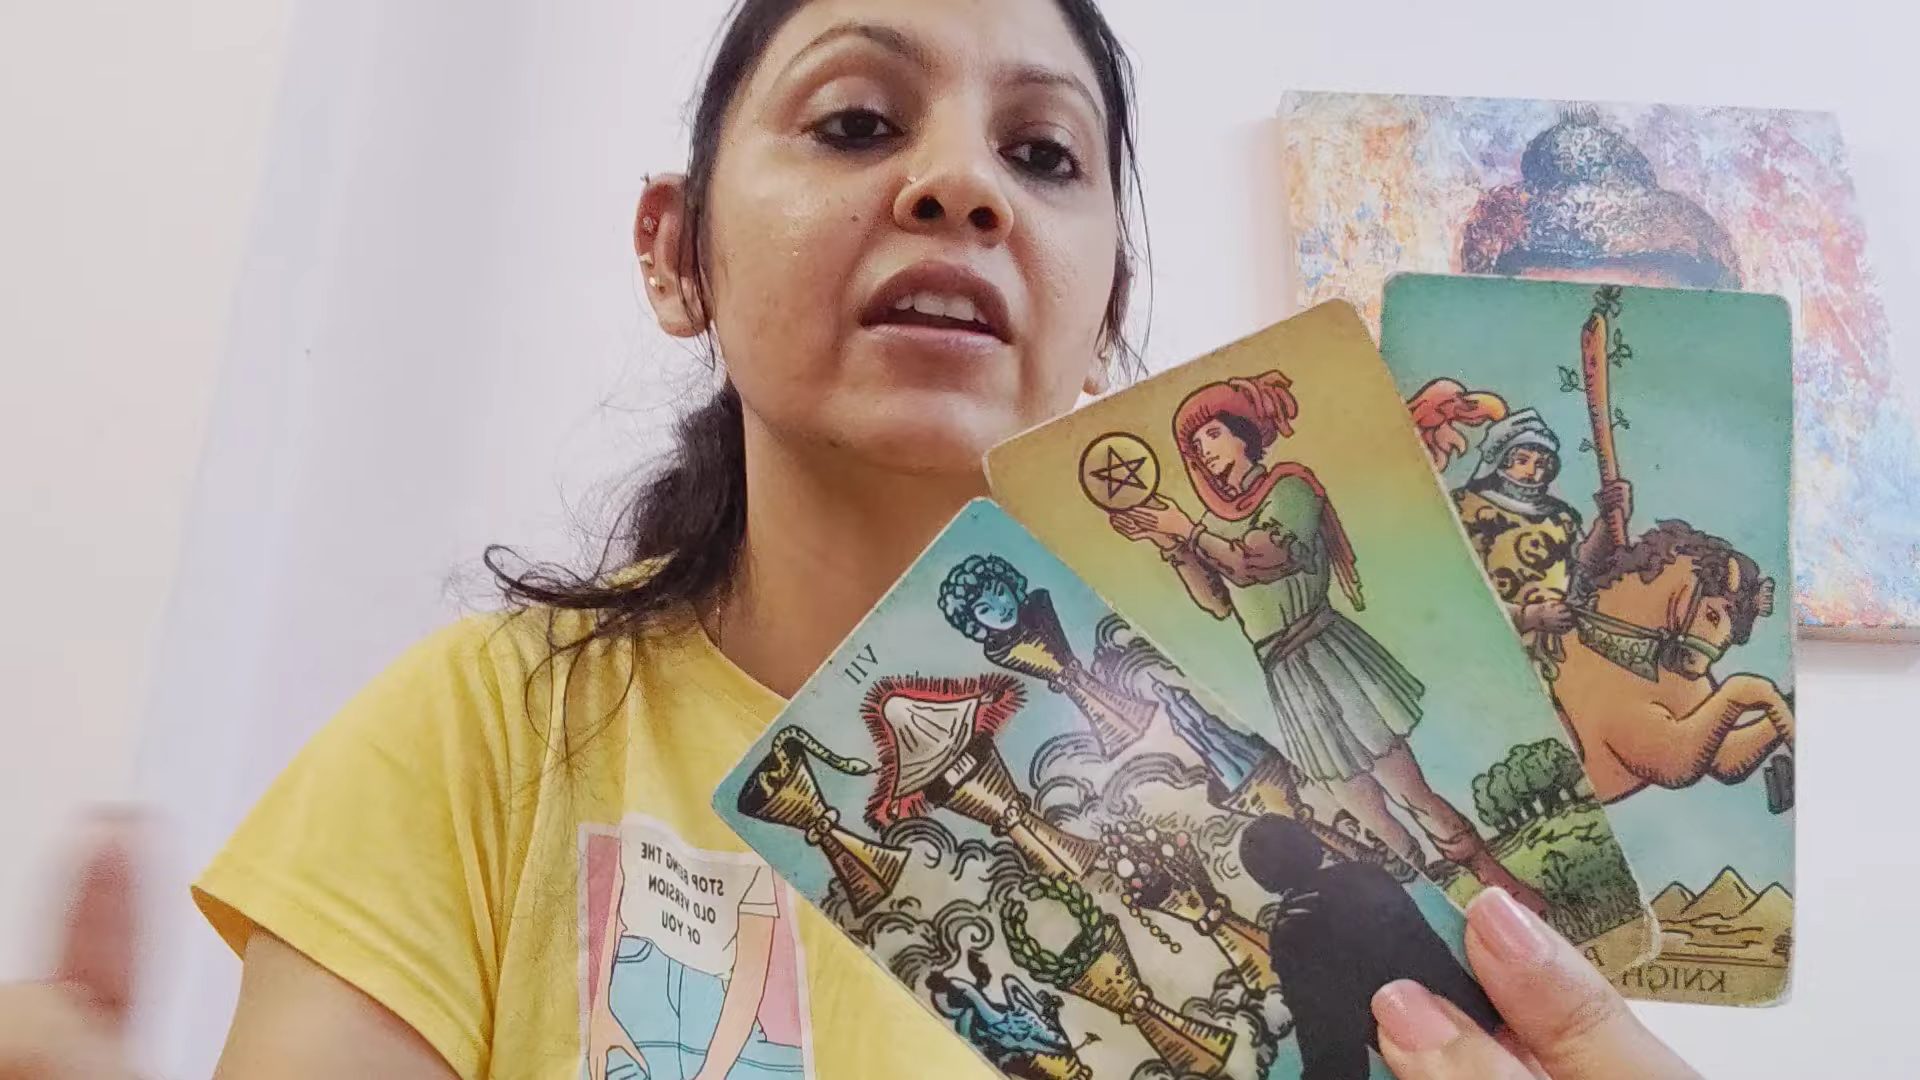 VII
STOP BEING THE
OLD VERSION
OF YOU
KNIGH